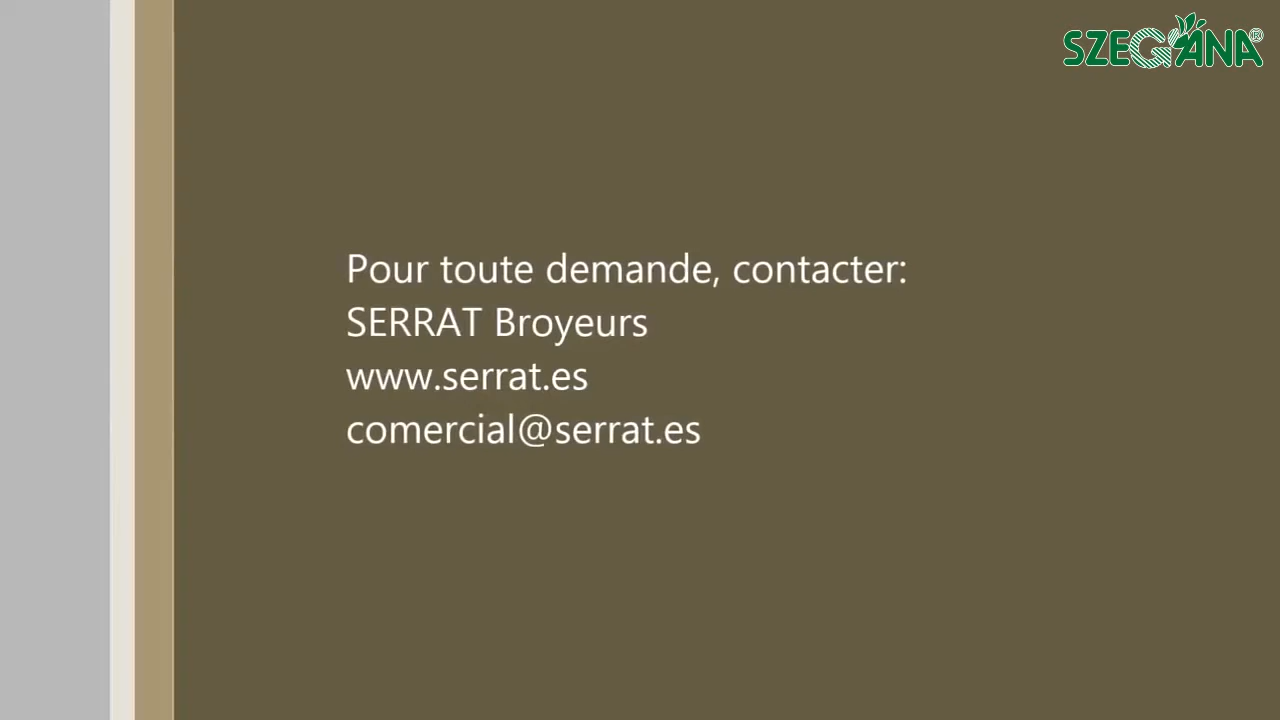 SZEGÁNA®
Pour toute demande, contacter:
SERRAT Broyeurs
www.serrat.es
comercial@serrat.es